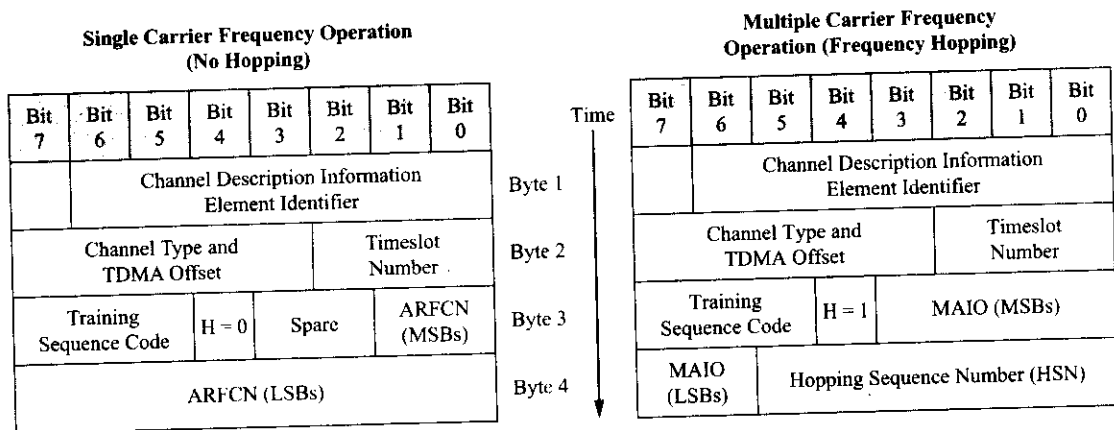 Single Carrier Frequency Operation
(No Hopping)
Bit 7 Bit 6 Bit 5 Bit 4 Bit 3 Bit 2 Bit 1 Bit 0
Channel Description Information
Element Identifier
Channel Type and
TDMA Offset
Timeslot
Number
Training
Sequence Code
H = 0
Spare
ARFCN
(MSBs)
ARFCN (LSBs)
Time
Byte 1
Byte 2
Byte 3
Byte 4
Multiple Carrier Frequency
Operation (Frequency Hopping)
Bit 7 Bit 6 Bit 5 Bit 4 Bit 3 Bit 2 Bit 1 Bit 0
Channel Description Information
Element Identifier
Channel Type and
TDMA Offset
Timeslot
Number
Training
Sequence Code
H = 1
MAIO (MSBs)
MAIO
(LSBs)
Hopping Sequence Number (HSN)